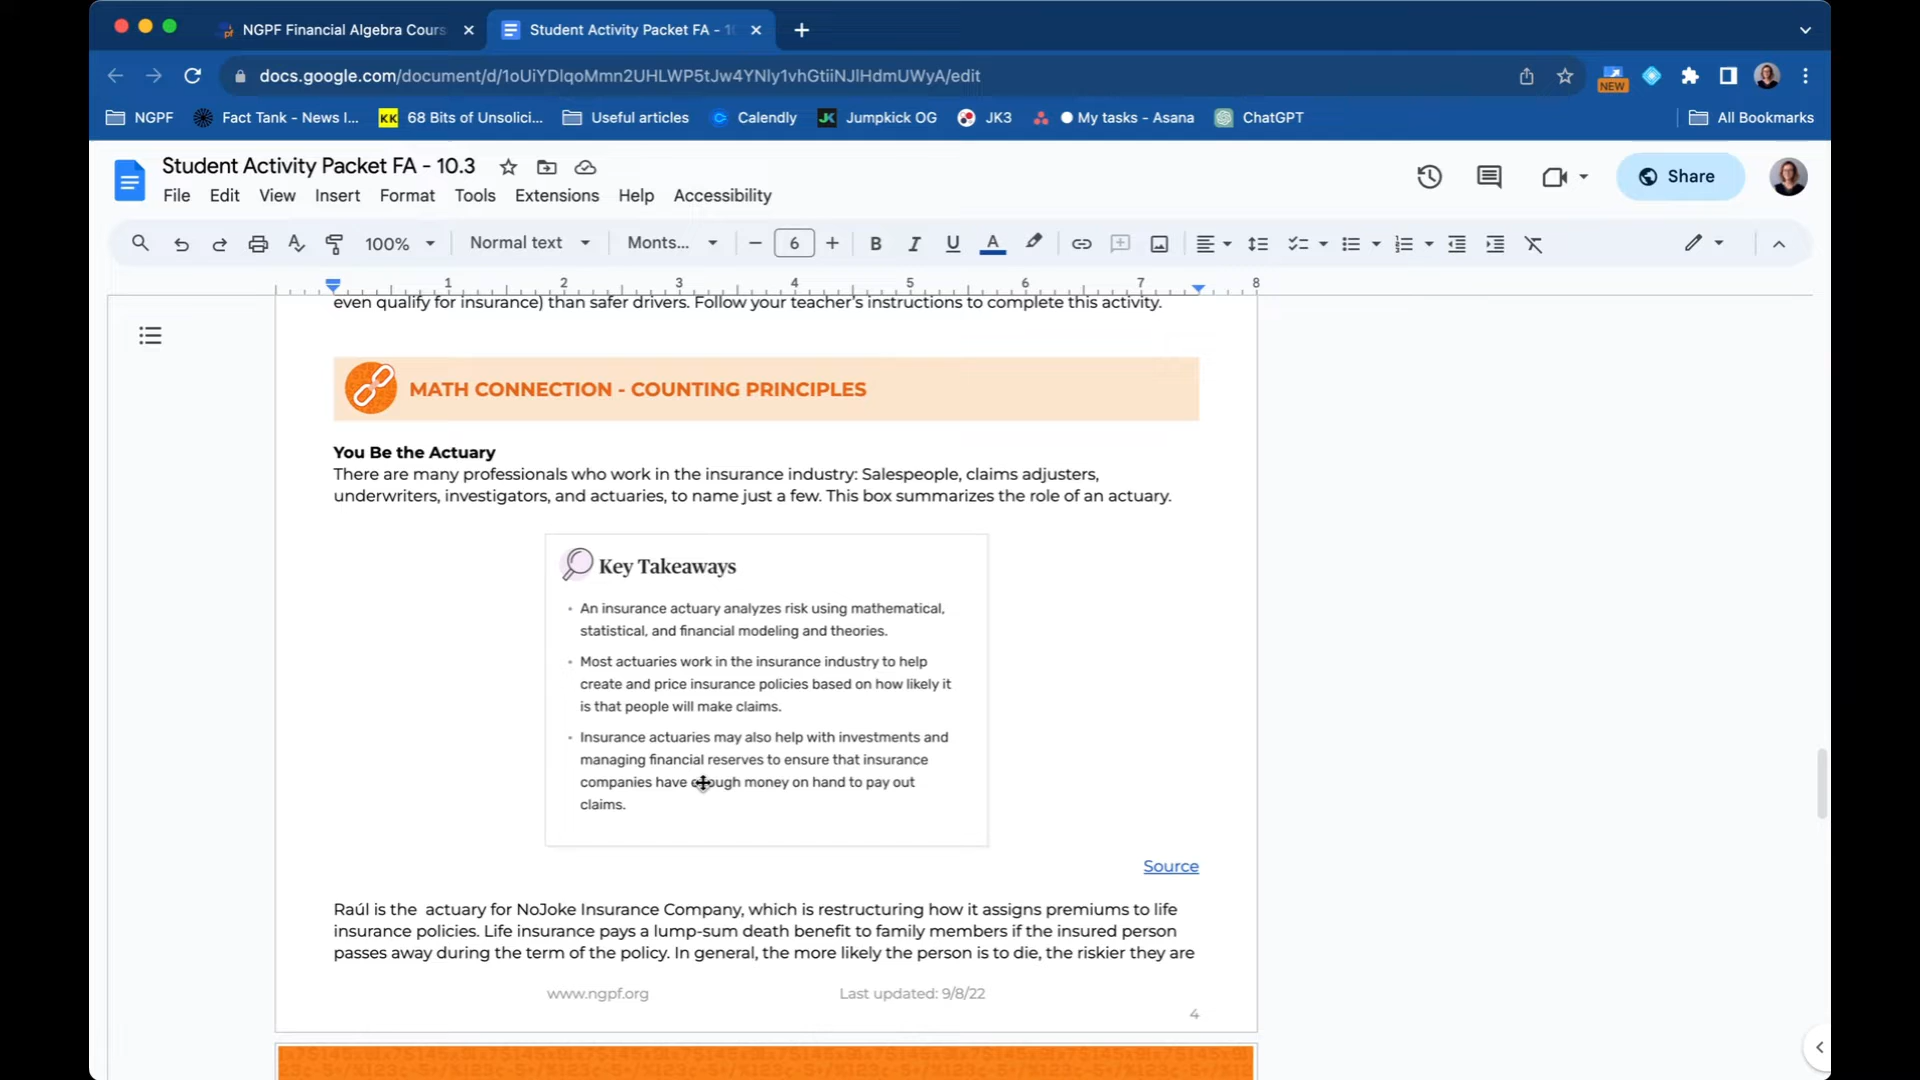 NGPF Financial Algebra Cours
Student Activity Packet FA - 10
docs.google.com/document/d/1oUiYDlqoMmn2UHLWP5tJw4YNly1vhGtiiNJlHdmUWyA/edit
NEW
NGPF
Fact Tank - News I...
KK 68 Bits of Unsolici...
Useful articles
Calendly
JK Jumpkick OG
JK3
My tasks - Asana
ChatGPT
All Bookmarks
Student Activity Packet FA - 10.3
File Edit View Insert Format Tools Extensions Help Accessibility
Share
100% Normal text Monts... 6 B I U A
1 2 3 4 5 6 7 8
even qualify for insurance) than safer drivers. Follow your teacher's instructions to complete this activity.
MATH CONNECTION - COUNTING PRINCIPLES
You Be the Actuary
There are many professionals who work in the insurance industry: Salespeople, claims adjusters,
underwriters, investigators, and actuaries, to name just a few. This box summarizes the role of an actuary.
Key Takeaways
• An insurance actuary analyzes risk using mathematical,
statistical, and financial modeling and theories.
• Most actuaries work in the insurance industry to help
create and price insurance policies based on how likely it
is that people will make claims.
• Insurance actuaries may also help with investments and
managing financial reserves to ensure that insurance
companies have enough money on hand to pay out
claims.
Source
Raúl is the  actuary for NoJoke Insurance Company, which is restructuring how it assigns premiums to life
insurance policies. Life insurance pays a lump-sum death benefit to family members if the insured person
passes away during the term of the policy. In general, the more likely the person is to die, the riskier they are
www.ngpf.org Last updated: 9/8/22
4